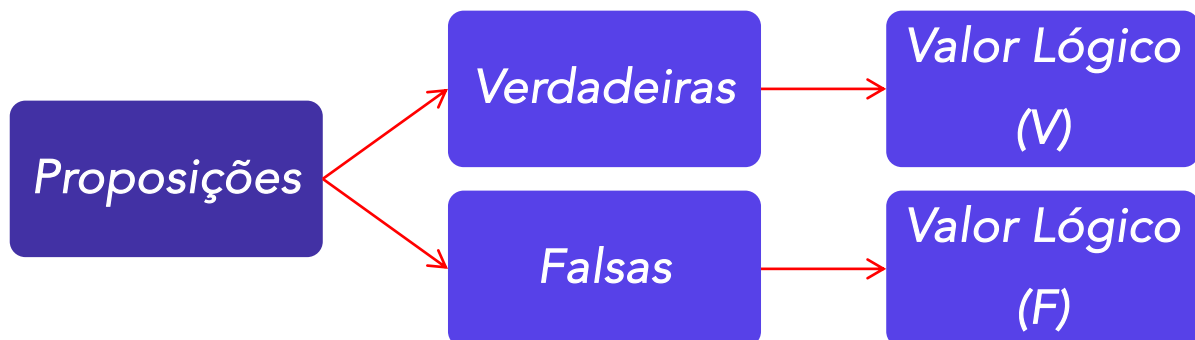 Proposições
Verdadeiras
Valor Lógico
(V)
Falsas
Valor Lógico
(F)